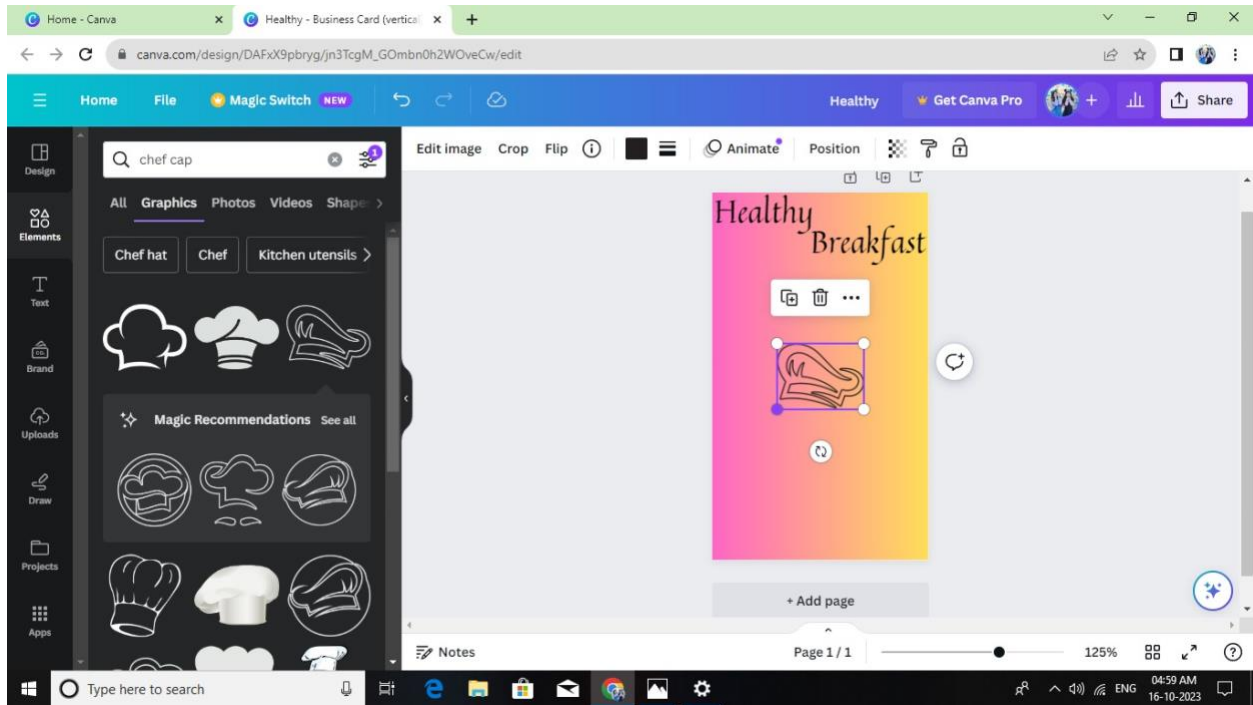 Home - Canva
Healthy - Business Card (vertica
canva.com/design/DAFxX9pbryg/jn3TcgM_GOmbn0h2WOveCw/edit
Home File Magic Switch NEW Healthy Get Canva Pro Share
Design
Elements
Text
Brand
Uploads
Draw
Projects
Apps
chef cap 1
All Graphics Photos Videos Shape
Chef hat Chef Kitchen utensils
Magic Recommendations See all
Edit image Crop Flip Animate Position
Healthy
Breakfast
+ Add page
Notes Page 1 / 1 125%
Type here to search
ENG 04:59 AM
16-10-2023